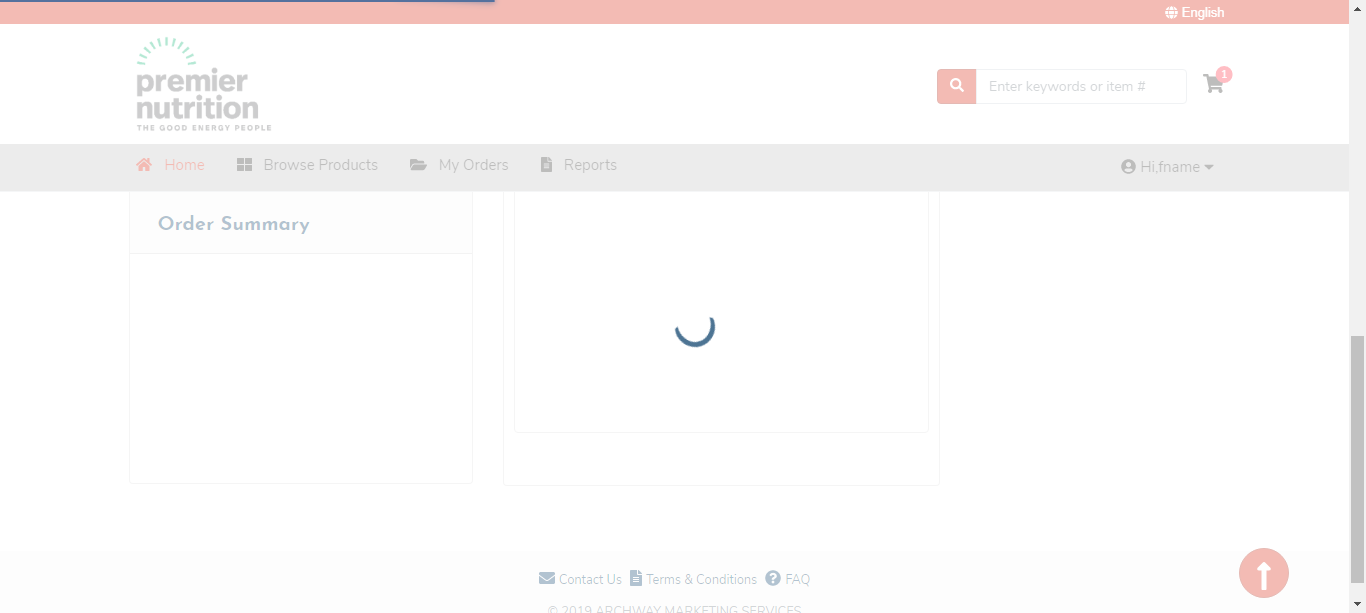 English
premier
nutrition
THE GOOD ENERGY PEOPLE
Enter keywords or item #
1
Home Browse Products My Orders Reports Hi,fname
Order Summary
Contact Us Terms & Conditions FAQ
© 2019 ARCHWAY MARKETING SERVICES